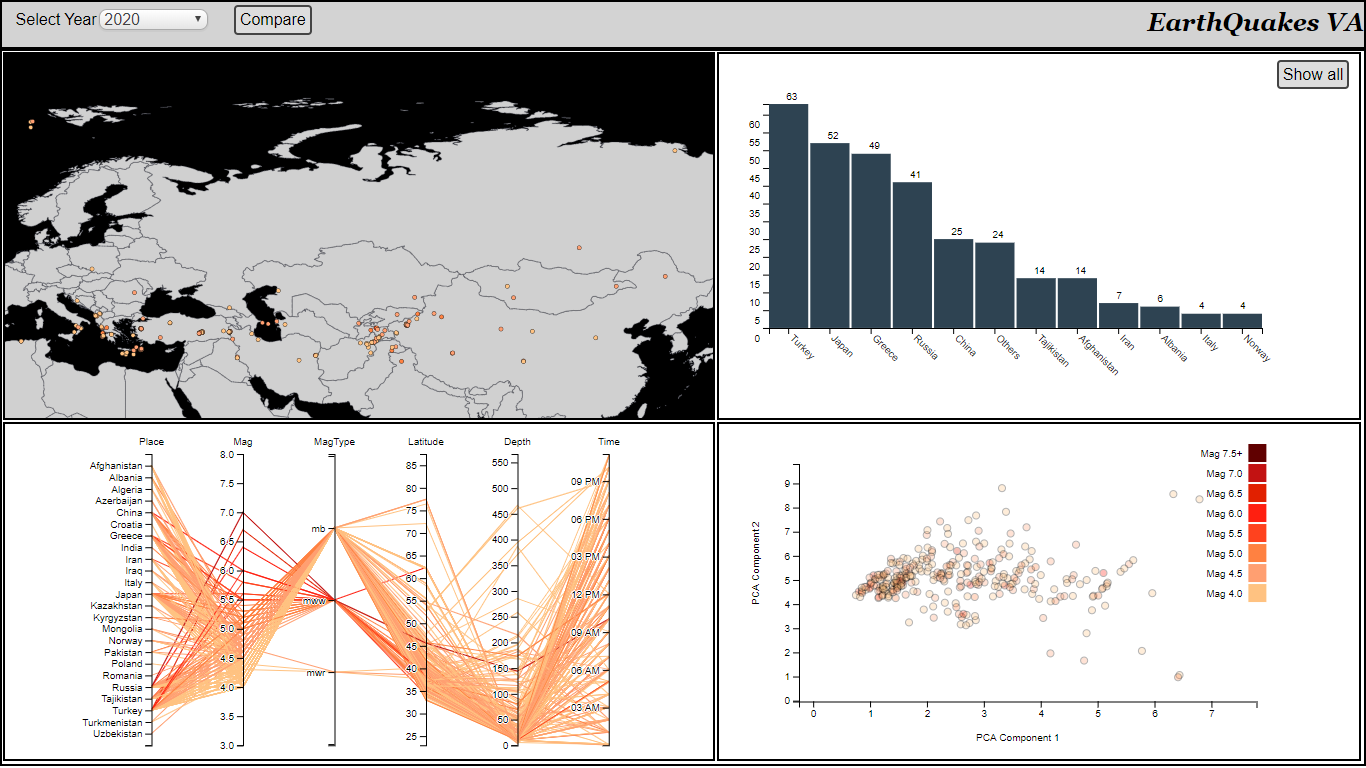 Select Year 2020 Compare EarthQuakes VA
Show all
63
52
49
41
25
24
14
14
7
6
4
4
60
55
50
45
40
35
30
25
20
15
10
5
0
Turkey
Japan
Greece
Russia
China
Others
Tajikistan
Afghanistan
Iran
Albania
Italy
Norway
Place Mag MagType Latitude Depth Time
Afghanistan
Albania
Algeria
Azerbaijan
China
Croatia
Greece
India
Iran
Iraq
Italy
Japan
Kazakhstan
Kyrgyzstan
Mongolia
Norway
Pakistan
Poland
Romania
Russia
Tajikistan
Turkey
Turkmenistan
Uzbekistan
8.0
7.5
7.0
6.5
6.0
5.5
5.0
4.5
4.0
3.5
3.0
mb
mww
mwr
85
80
75
70
65
60
55
50
45
40
35
30
25
550
500
450
400
350
300
250
200
150
100
50
0
09 PM
06 PM
03 PM
12 PM
09 AM
06 AM
03 AM
Mag 7.5+
Mag 7.0
Mag 6.5
Mag 6.0
Mag 5.5
Mag 5.0
Mag 4.5
Mag 4.0
PCA Component2
9
8
7
6
5
4
3
2
1
0
0 1 2 3 4 5 6 7
PCA Component 1